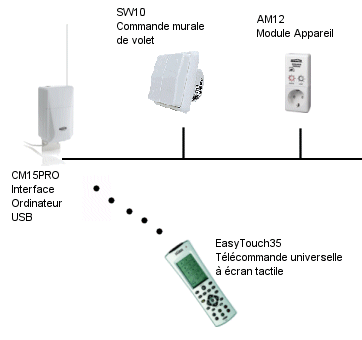 SW10
Commande murale
de volet
AM12
Module Appareil
CM15PRO
Interface
Ordinateur
USB
EasyTouch35
Télécommande universelle
à écran tactile